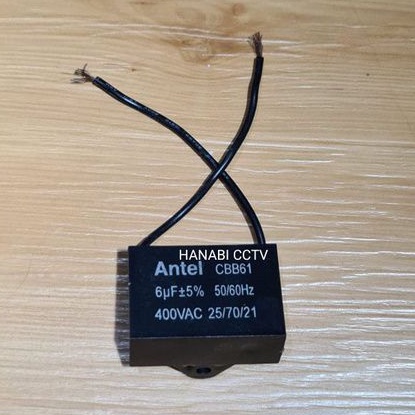 HANABI CCTV
Antel CBB61
6µF±5% 50/60Hz
400VAC 25/70/21